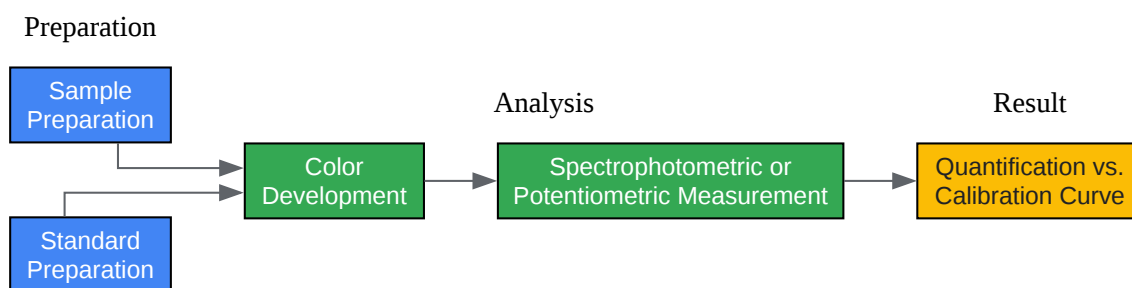 Preparation
Sample
Preparation
Standard
Preparation
Analysis
Color
Development
Spectrophotometric or
Potentiometric Measurement
Result
Quantification vs.
Calibration Curve